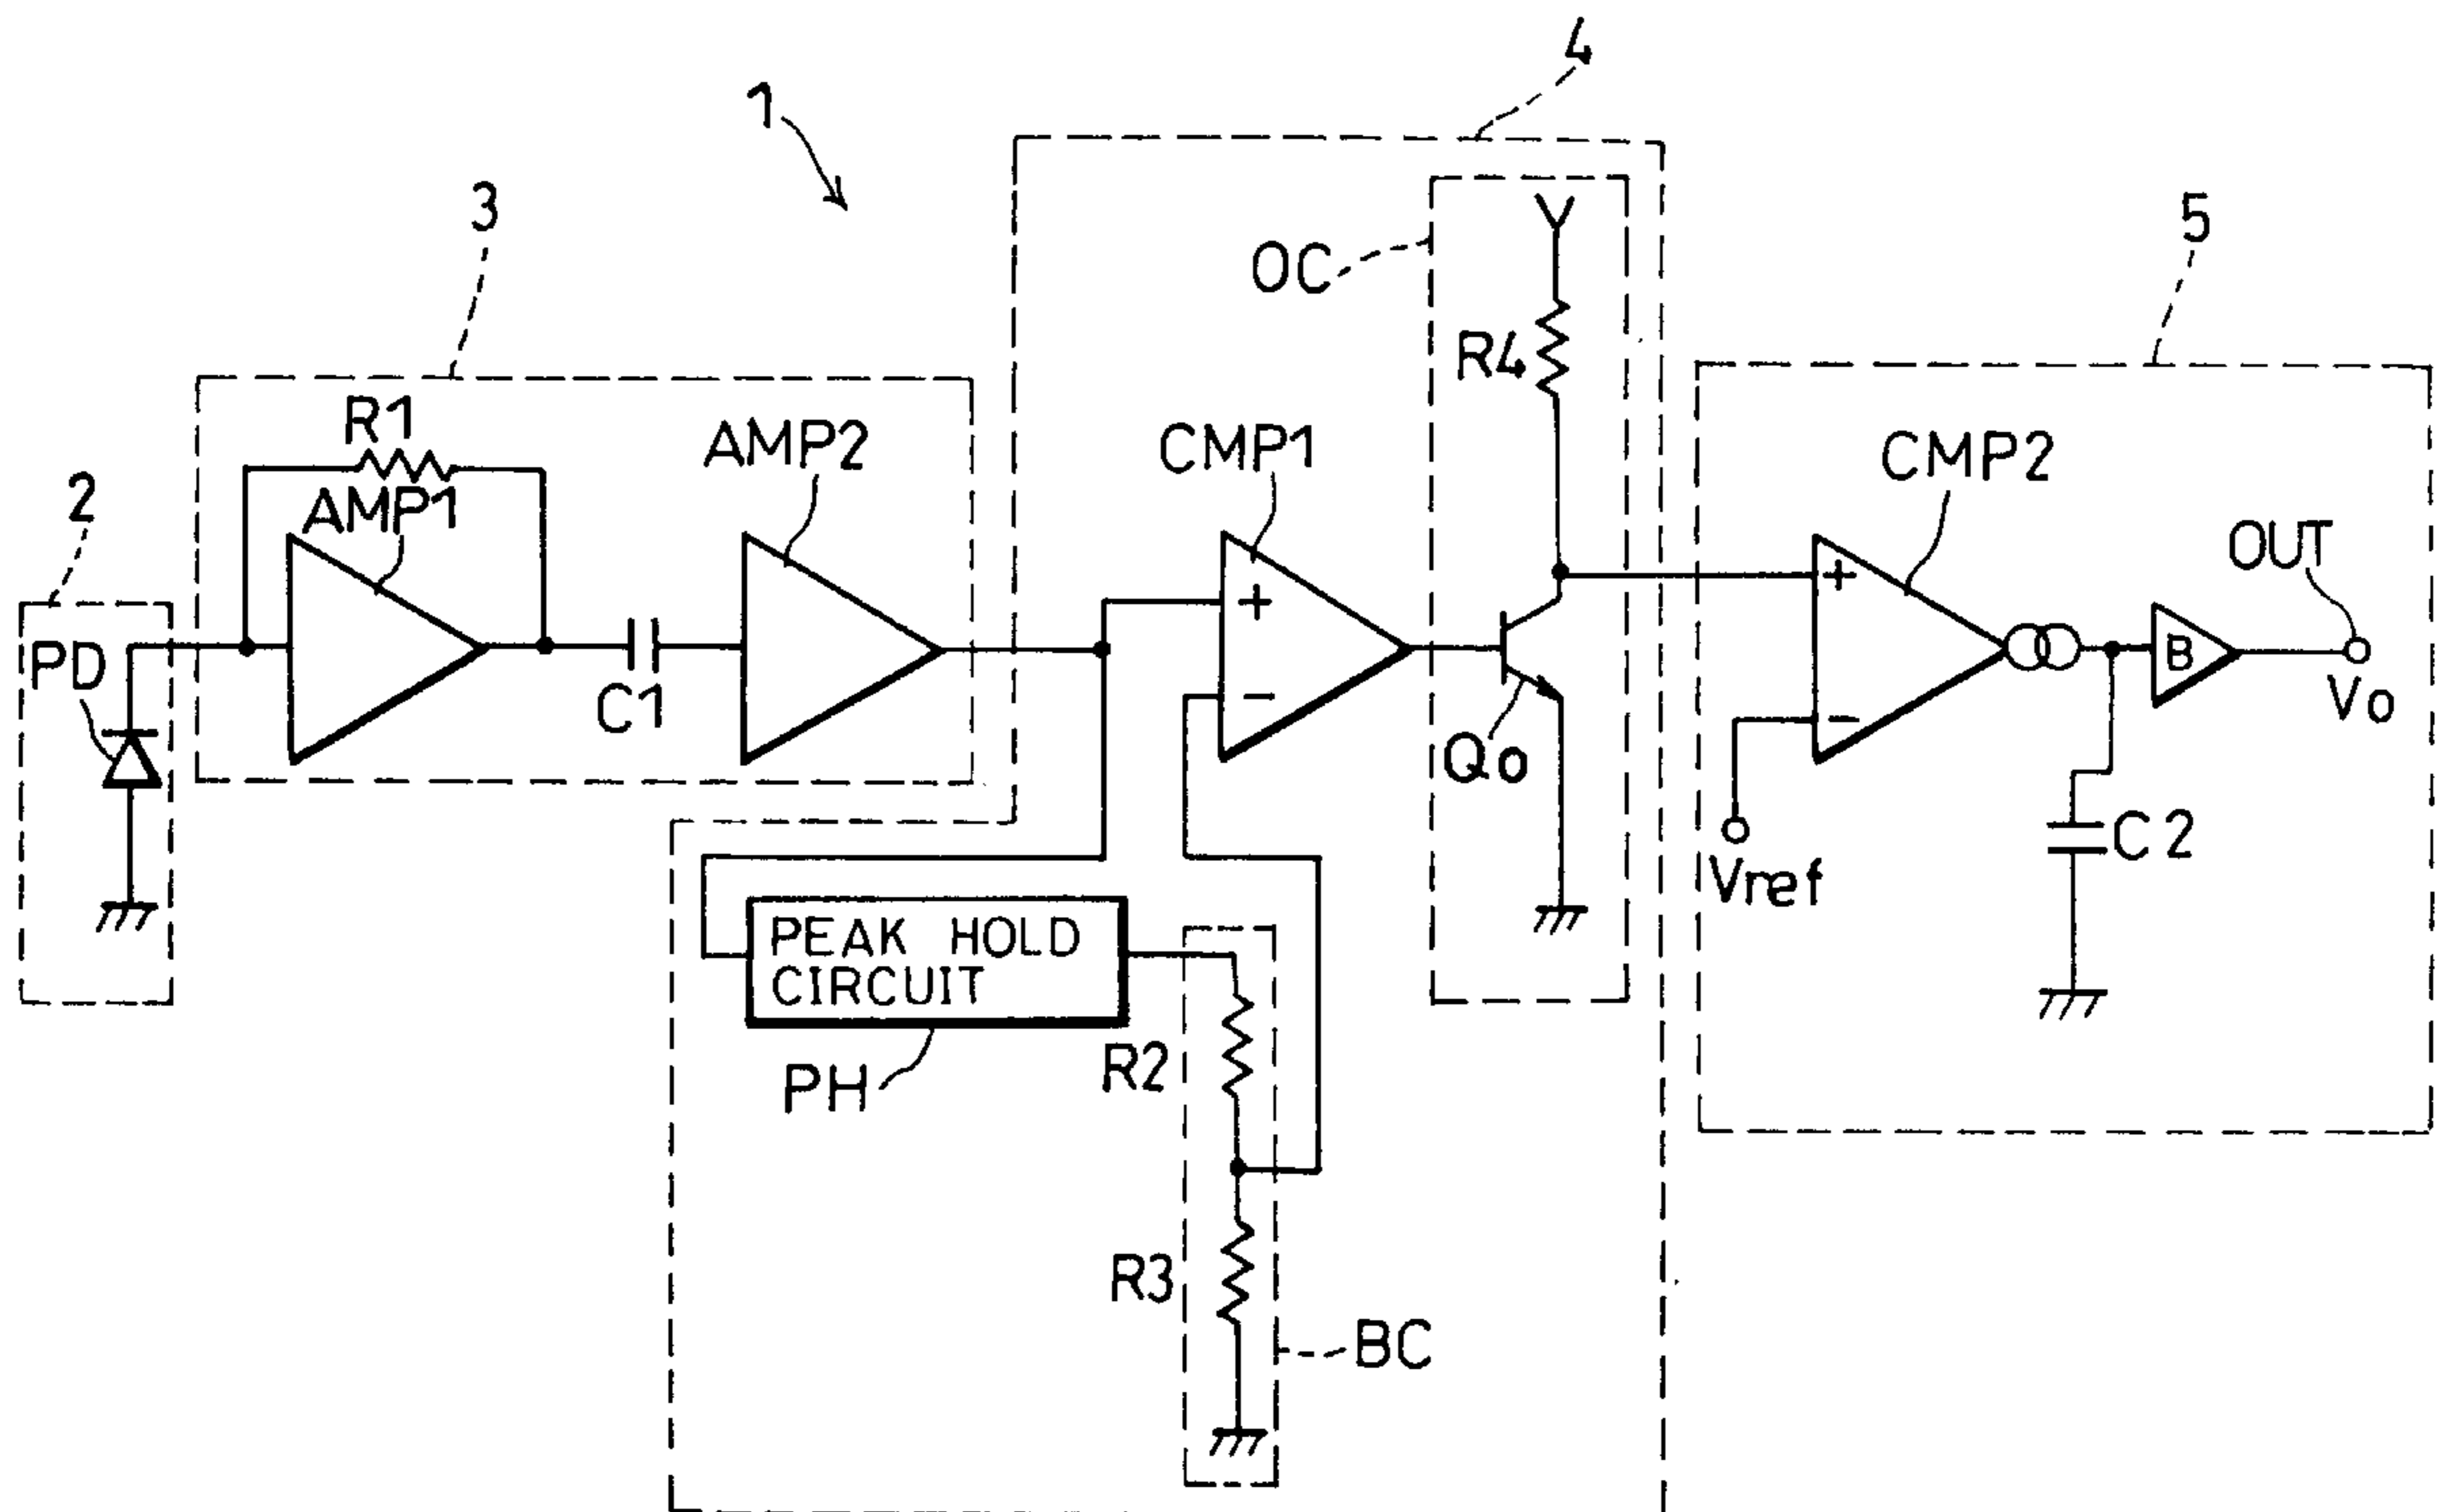 4
1
3
5
OC
R4
R1
AMP2
CMP1
CMP2
2
AMP1
OUT
+
+
PD
B
C1
-
-
Vo
Qo
C2
Vref
PEAK HOLD
CIRCUIT
R2
PH
R3
BC